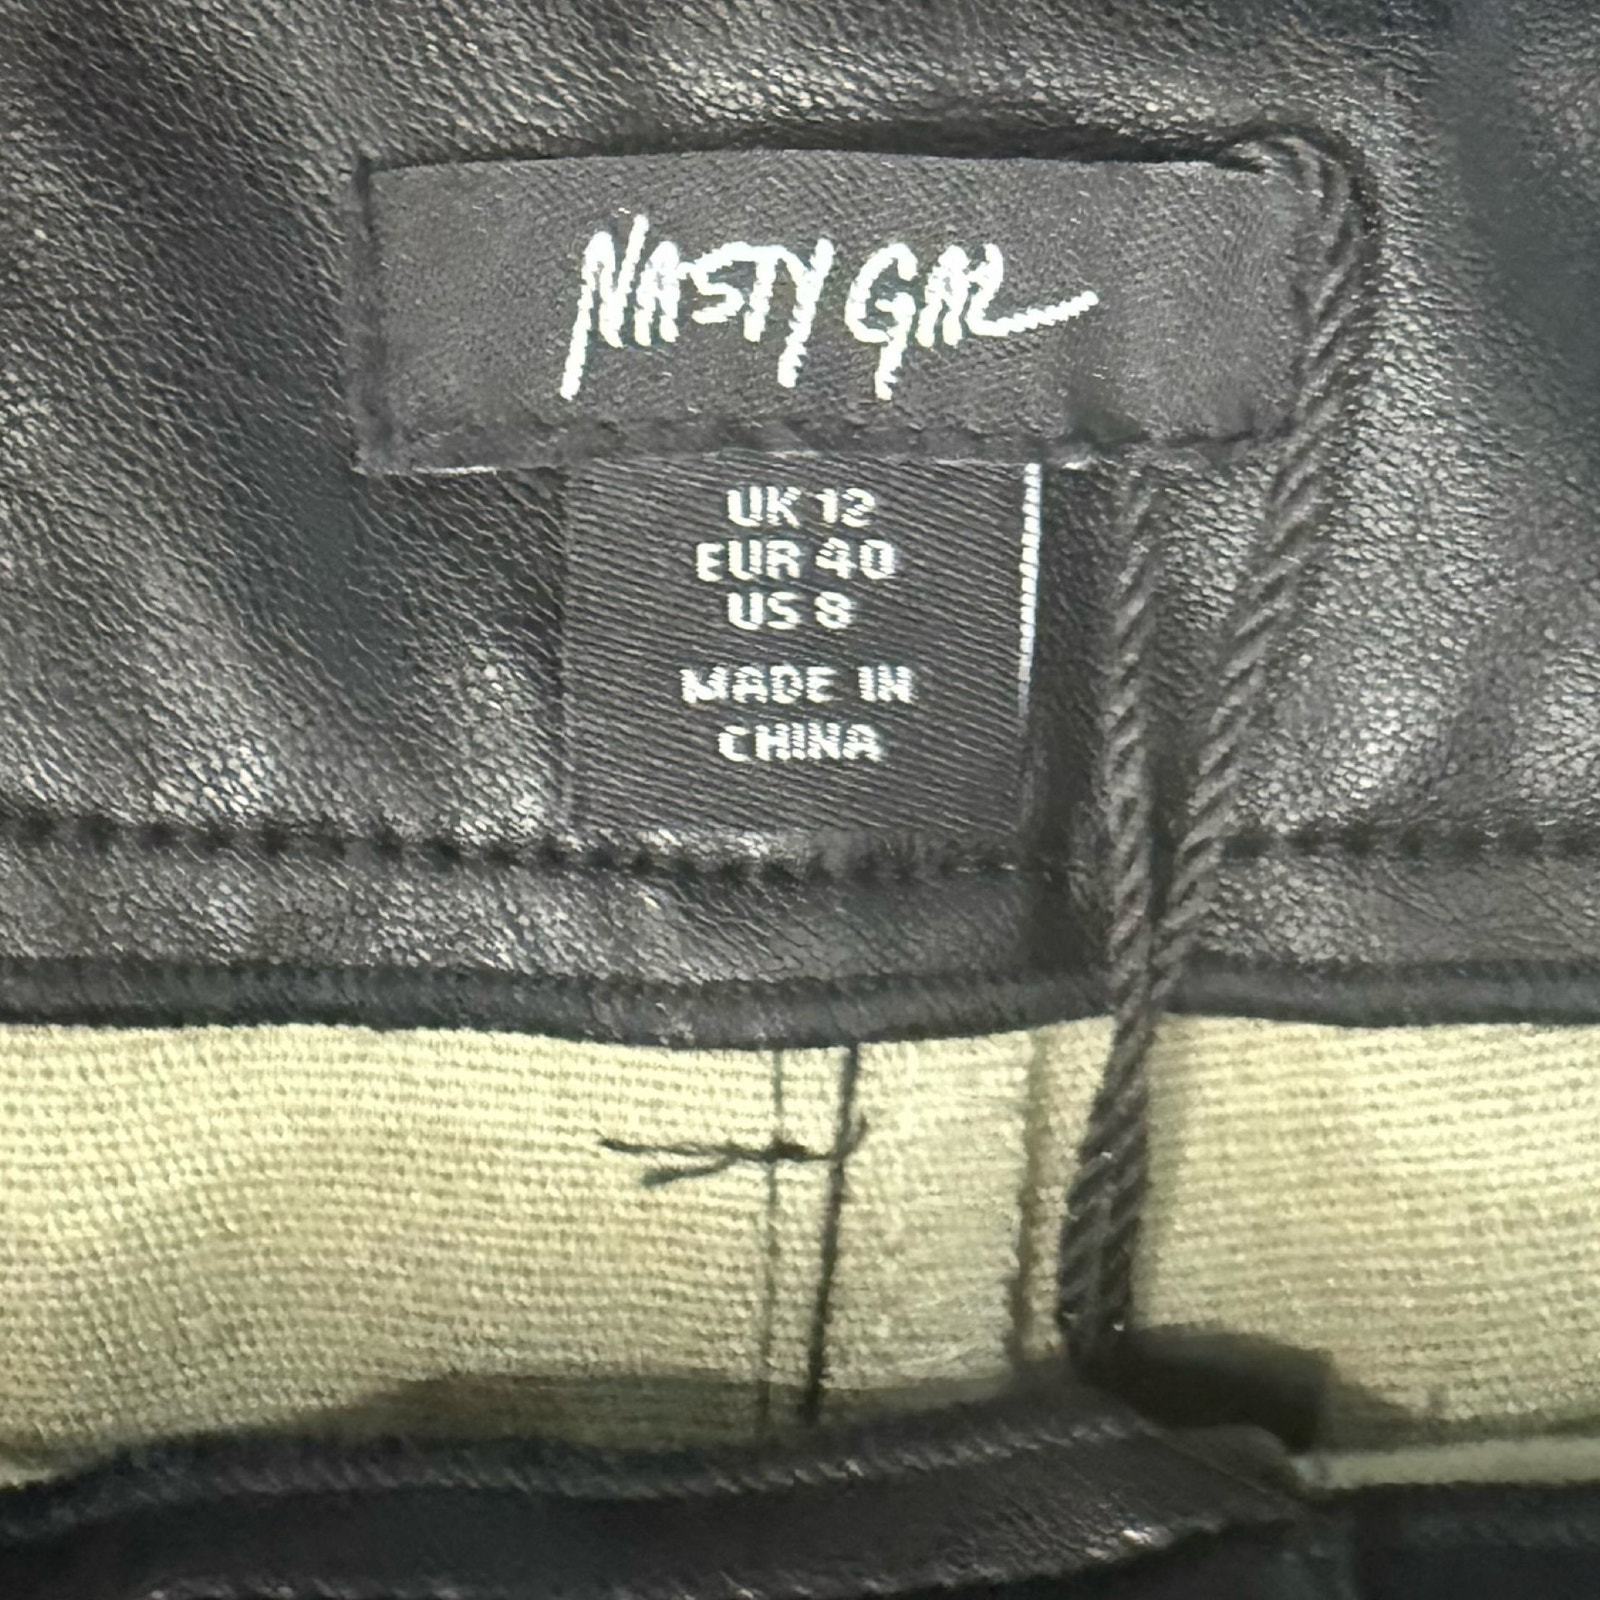 NASTY GAL
UK 12
EUR 40
US 8
MADE IN
CHINA